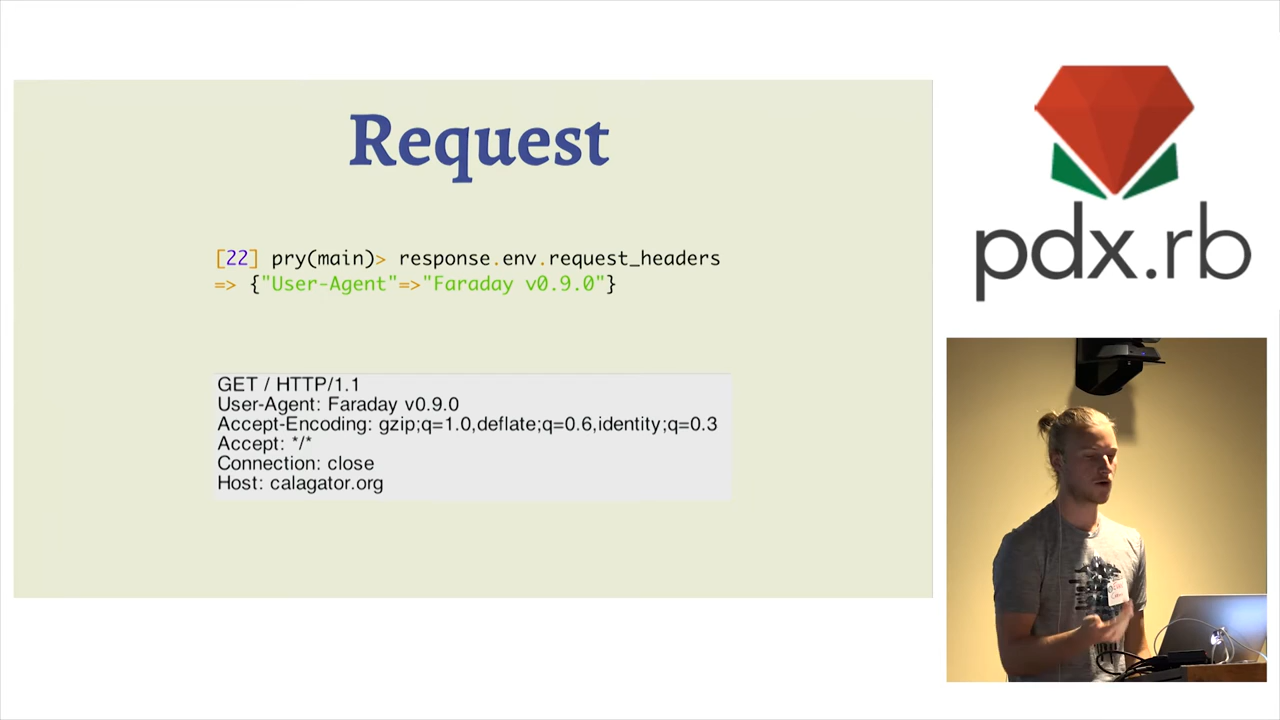 Request
[22] pry(main)> response.env.request_headers
=> {"User-Agent"=>"Faraday v0.9.0"}
GET / HTTP/1.1
User-Agent: Faraday v0.9.0
Accept-Encoding: gzip;q=1.0,deflate;q=0.6,identity;q=0.3
Accept: */*
Connection: close
Host: calagator.org
pdx.rb